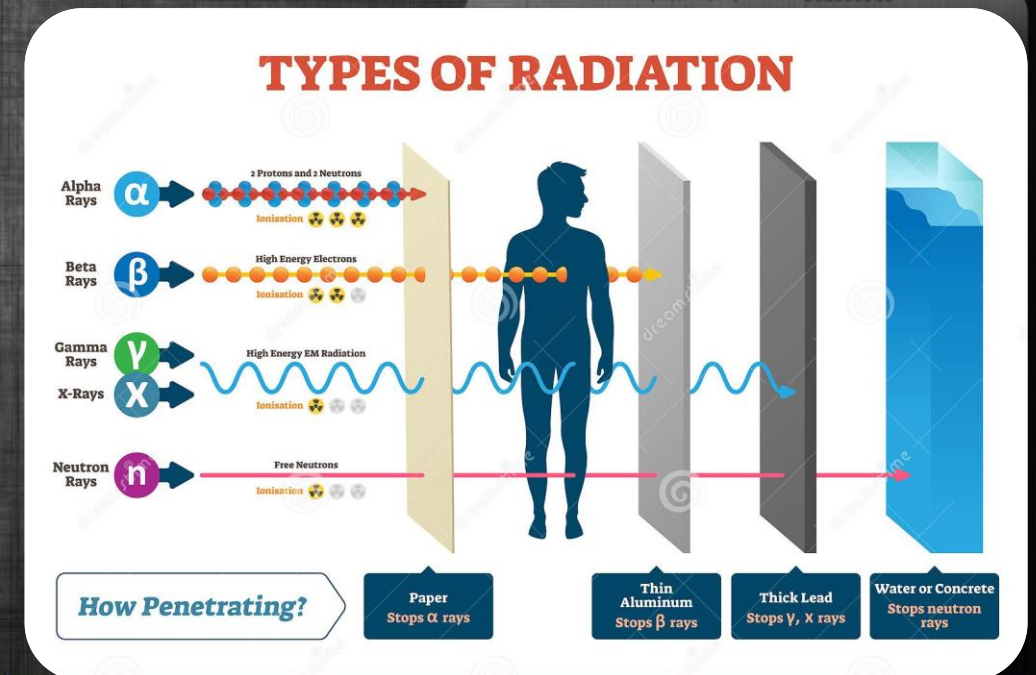 TYPES OF RADIATION
Alpha
Rays
α
2 Protons and 2 Neutrons
Ionisation
Beta
Rays
β
High Energy Electrons
Ionisation
Gamma
Rays
γ
High Energy EM Radiation
X-Rays
X
Ionisation
Neutron
Rays
n
Free Neutrons
Ionisation
How Penetrating?
Paper
Stops α rays
Thin
Aluminum
Stops β rays
Thick Lead
Stops γ, X rays
Water or Concrete
Stops neutron
rays
dreamstime